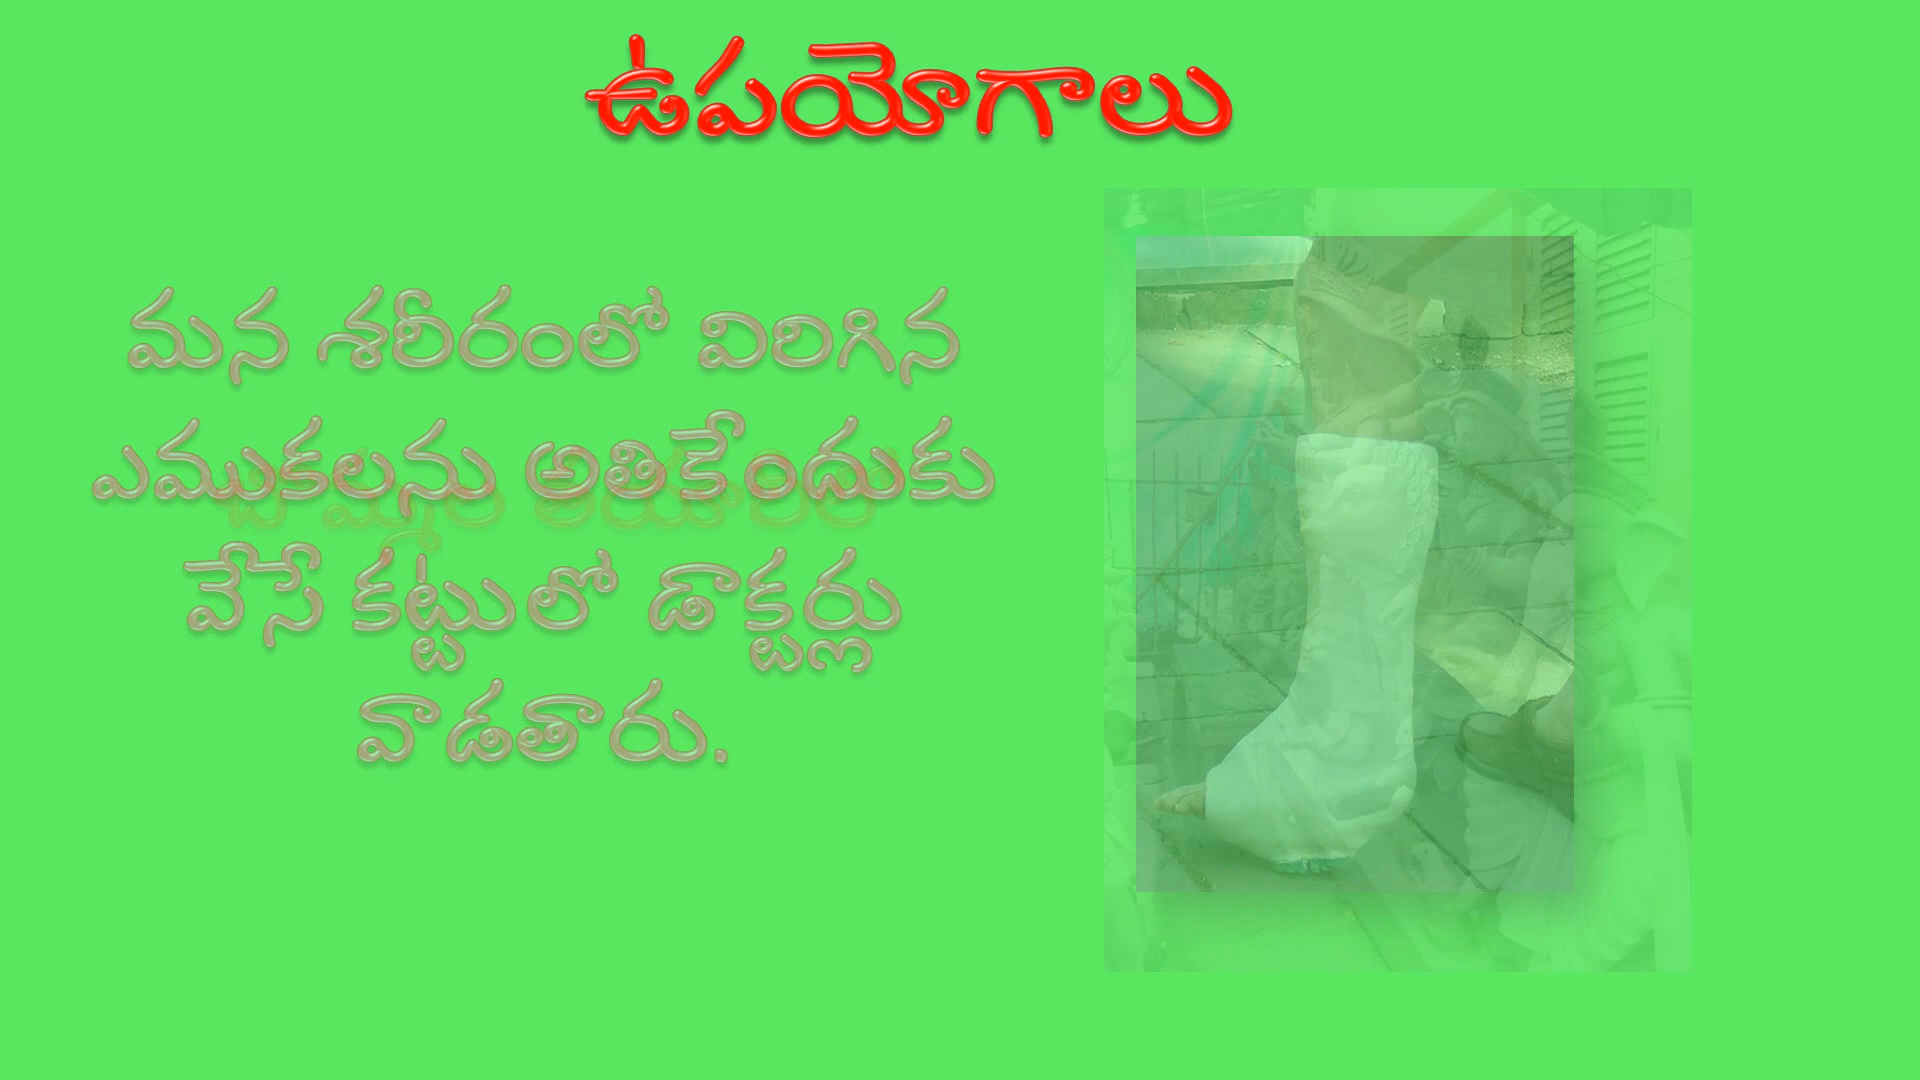 ఉపయోగాలు
మన శరీరంలో విరిగిన
ఎముకలను అతికేందుకు
వేసే కట్టులో డాక్టర్లు
వాడతారు.